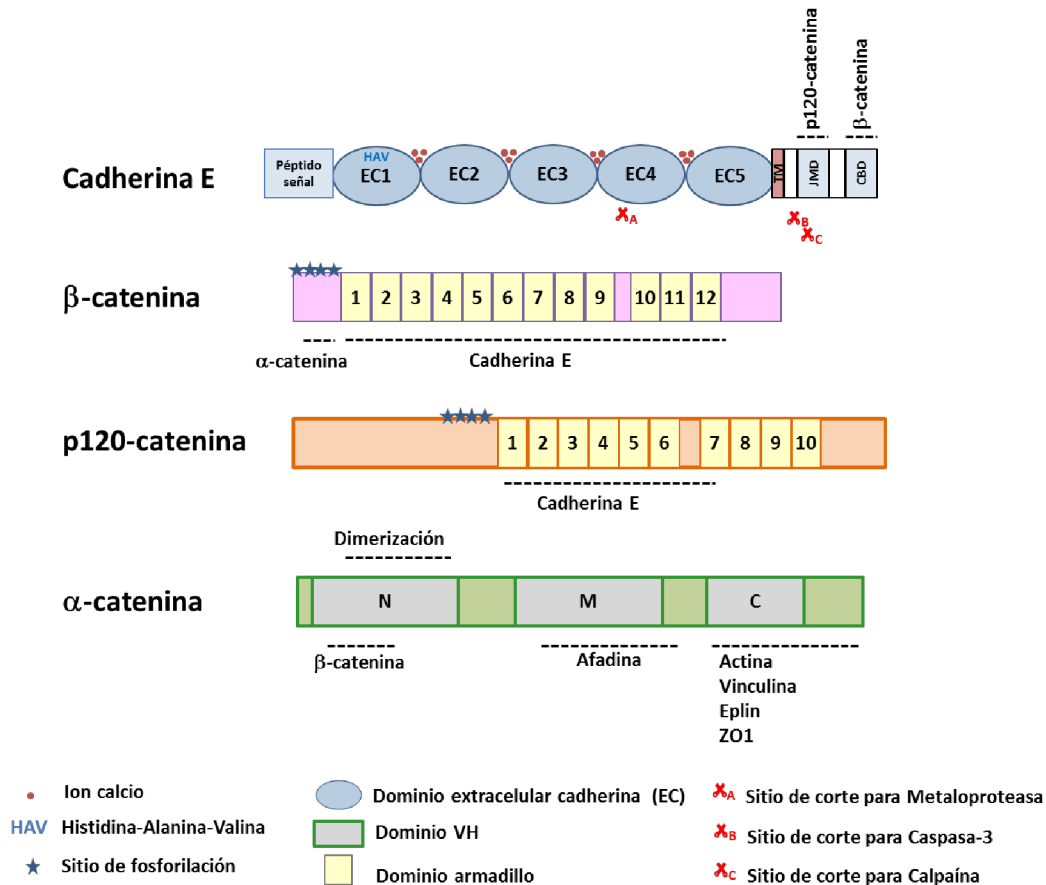 p120-catenina
β-catenina
Cadherina E
Péptido
señal
HAV
EC1
EC2
EC3
EC4
EC5
TM
JMD
CBD
A
B
C
β-catenina
1 2 3 4 5 6 7 8 9 10 11 12
α-catenina
Cadherina E
p120-catenina
1 2 3 4 5 6 7 8 9 10
Cadherina E
Dimerización
α-catenina
N M C
β-catenina
Afadina
Actina
Vinculina
Eplin
ZO1
Ion calcio
HAV Histidina-Alanina-Valina
Sitio de fosforilación
Dominio extracelular cadherina (EC)
Dominio VH
Dominio armadillo
A Sitio de corte para Metaloproteasa
B Sitio de corte para Caspasa-3
C Sitio de corte para Calpaína